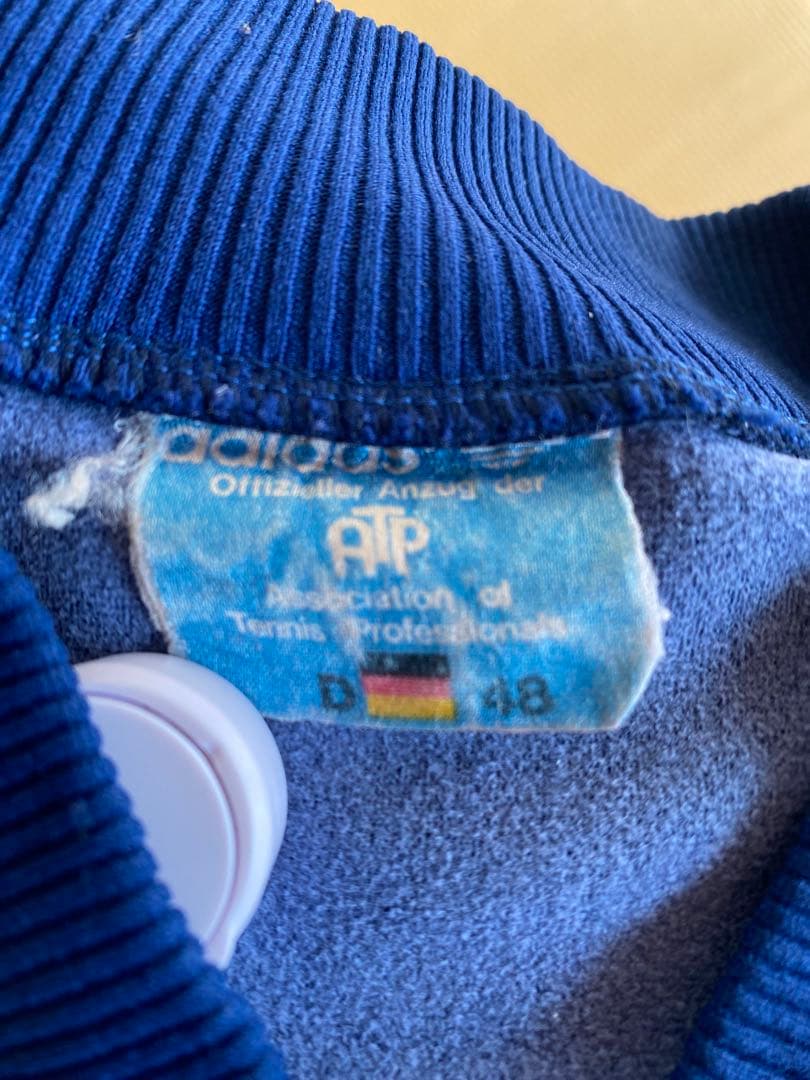 adidas
Offizieller Anzug der
ATP
Association of
Tennis Professionals
D 48